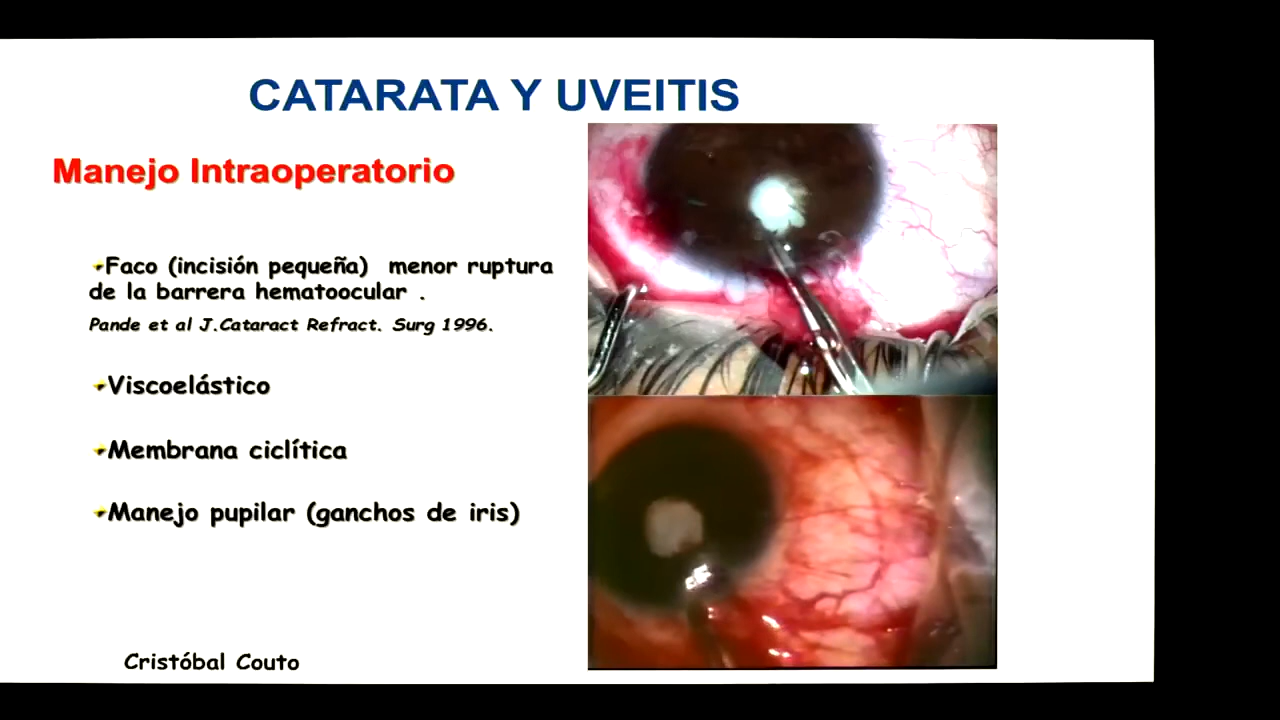 CATARATA Y UVEITIS
Manejo Intraoperatorio
Faco (incisión pequeña) menor ruptura
de la barrera hematoocular .
Pande et al J.Cataract Refract. Surg 1996.
Viscoelástico
Membrana ciclítica
Manejo pupilar (ganchos de iris)
Cristóbal Couto